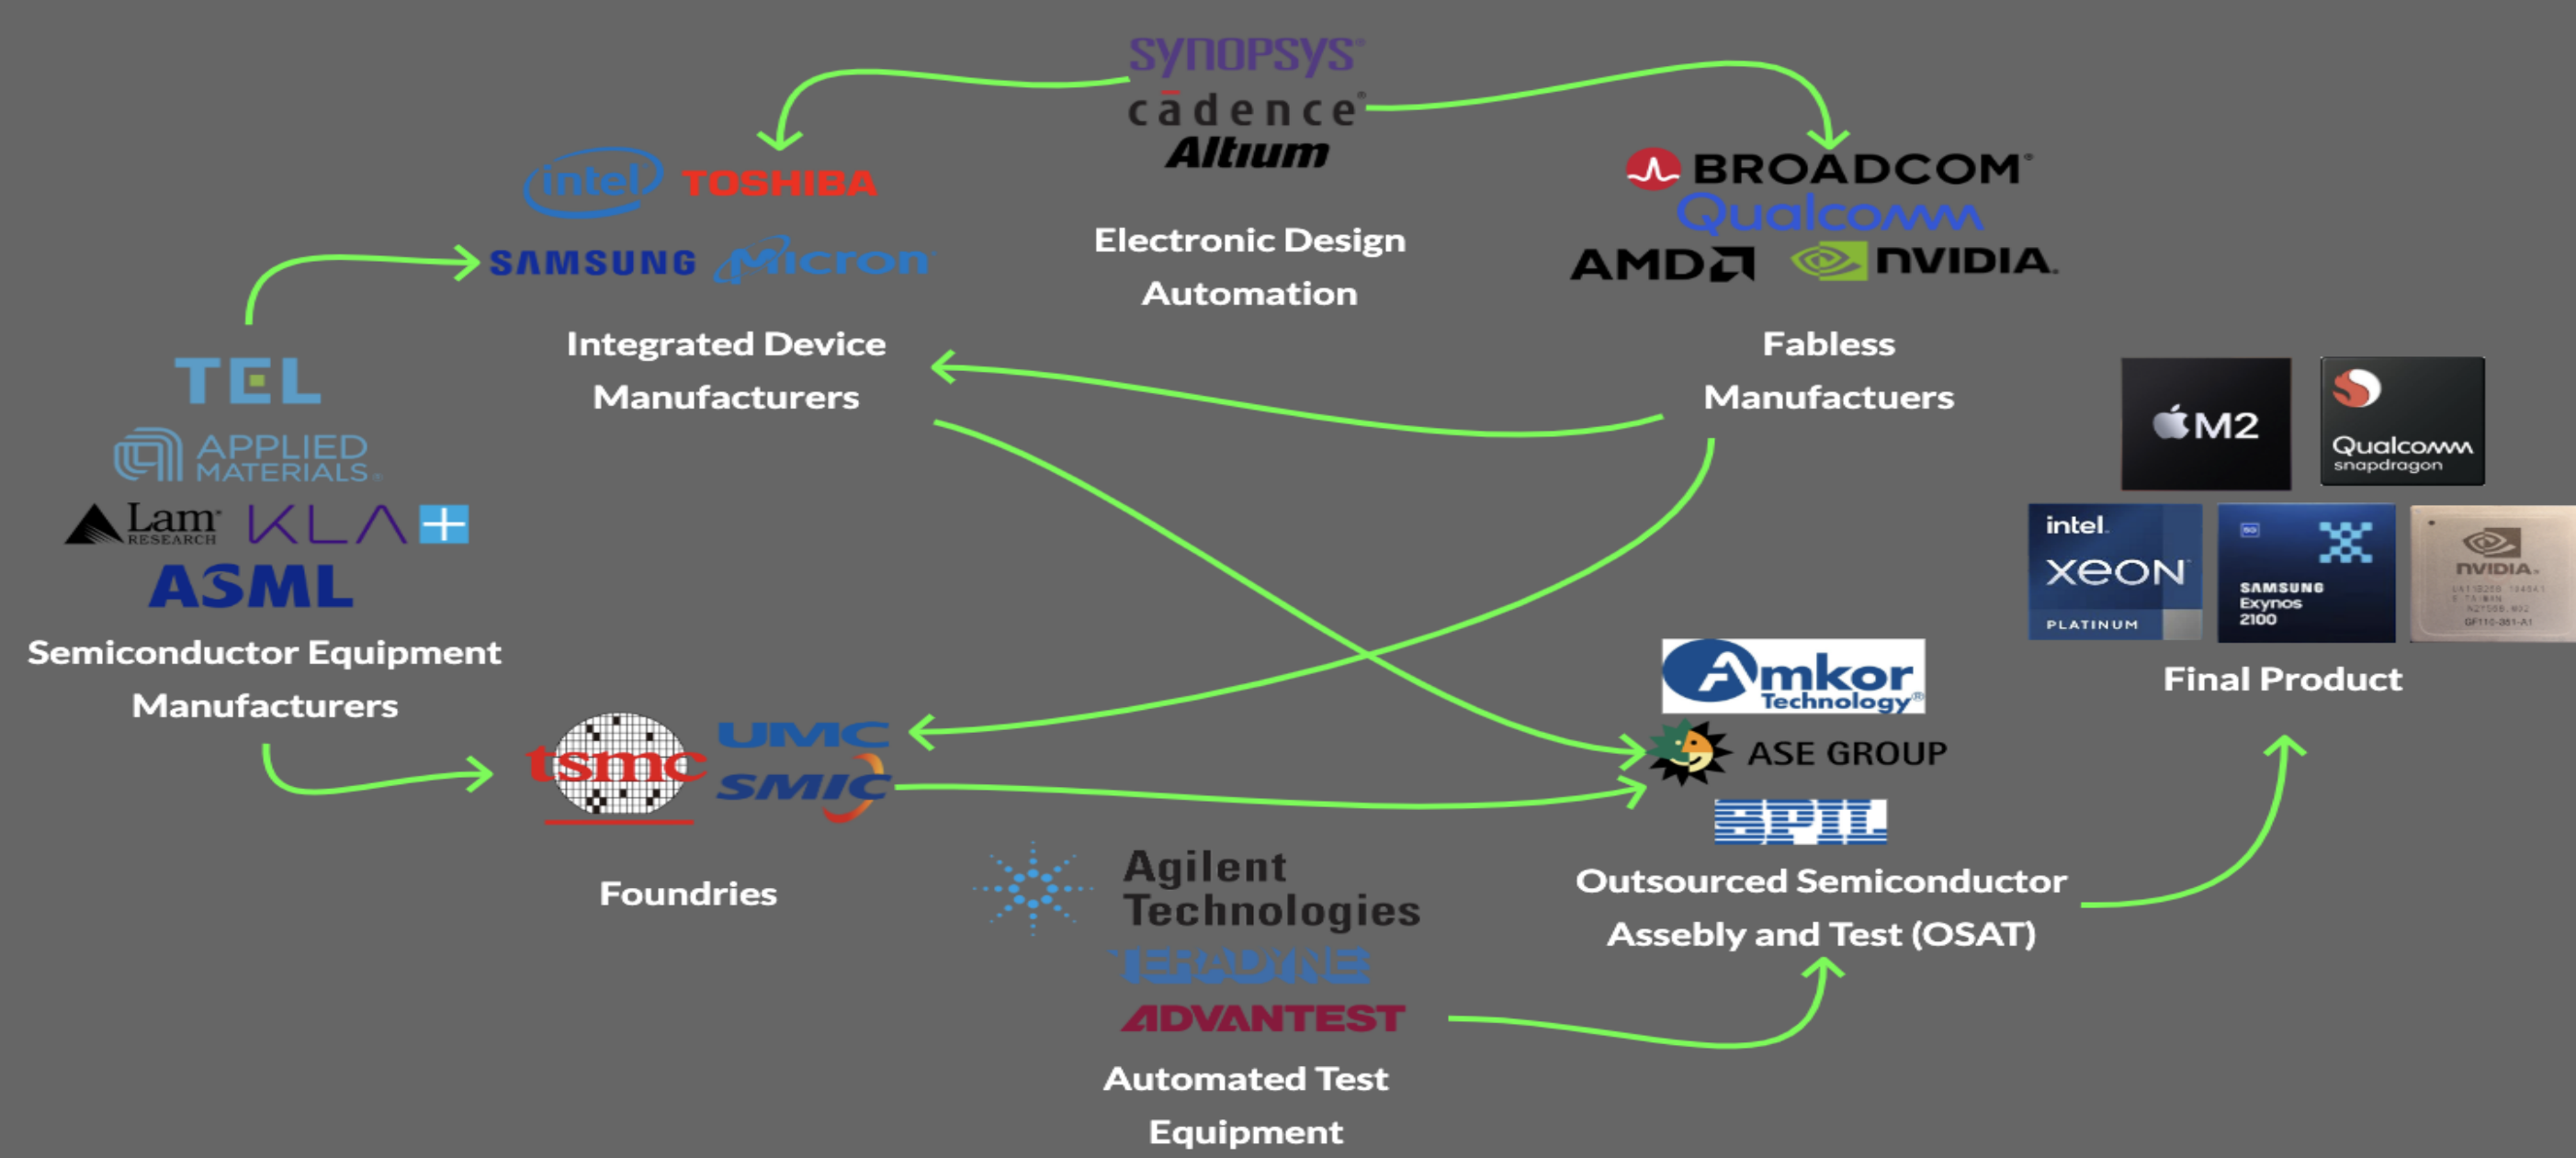 SYNOPSYS®
cādence®
Altıum
Electronic Design
Automation
intel TOSHIBA
SAMSUNG Micron
Integrated Device
Manufacturers
BROADCOM®
Qualcomm
AMD NVIDIA.
Fabless
Manufactuers
TEL
APPLIED
MATERIALS®
Lam®
RESEARCH
KLA+
ASML
Semiconductor Equipment
Manufacturers
M2
Qualcomm
snapdragon
intel.
XEON
PLATINUM
5G
SAMSUNG
Exynos
2100
NVIDIA.
Final Product
tsmc
UMC
SMIC
Foundries
Amkor
Technology®
ASE GROUP
SPIL
Outsourced Semiconductor
Assebly and Test (OSAT)
Agilent
Technologies
TERADYNE
ADVANTEST
Automated Test
Equipment